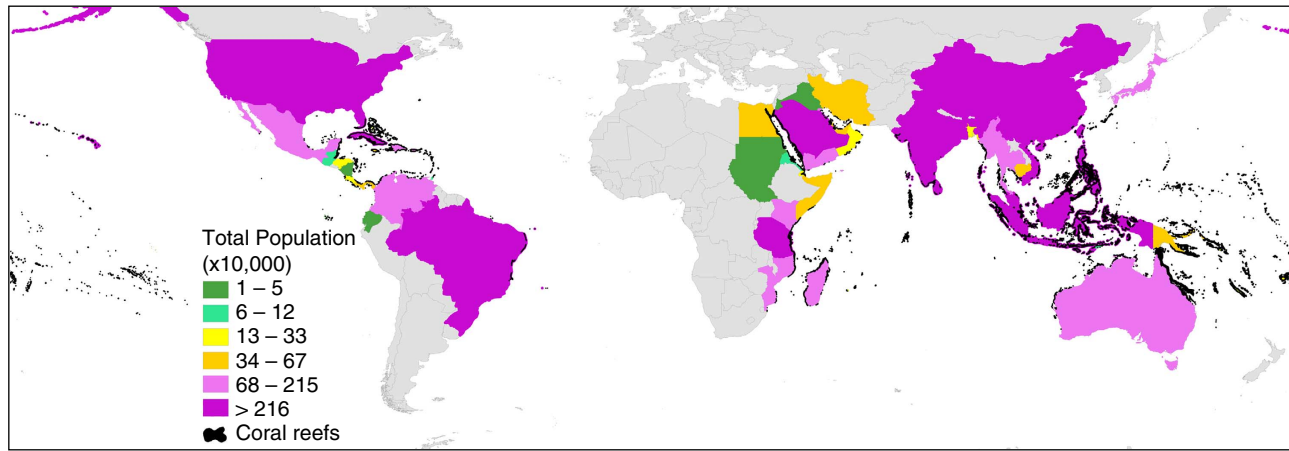 Total Population
(x10,000)
1 – 5
6 – 12
13 – 33
34 – 67
68 – 215
> 216
Coral reefs